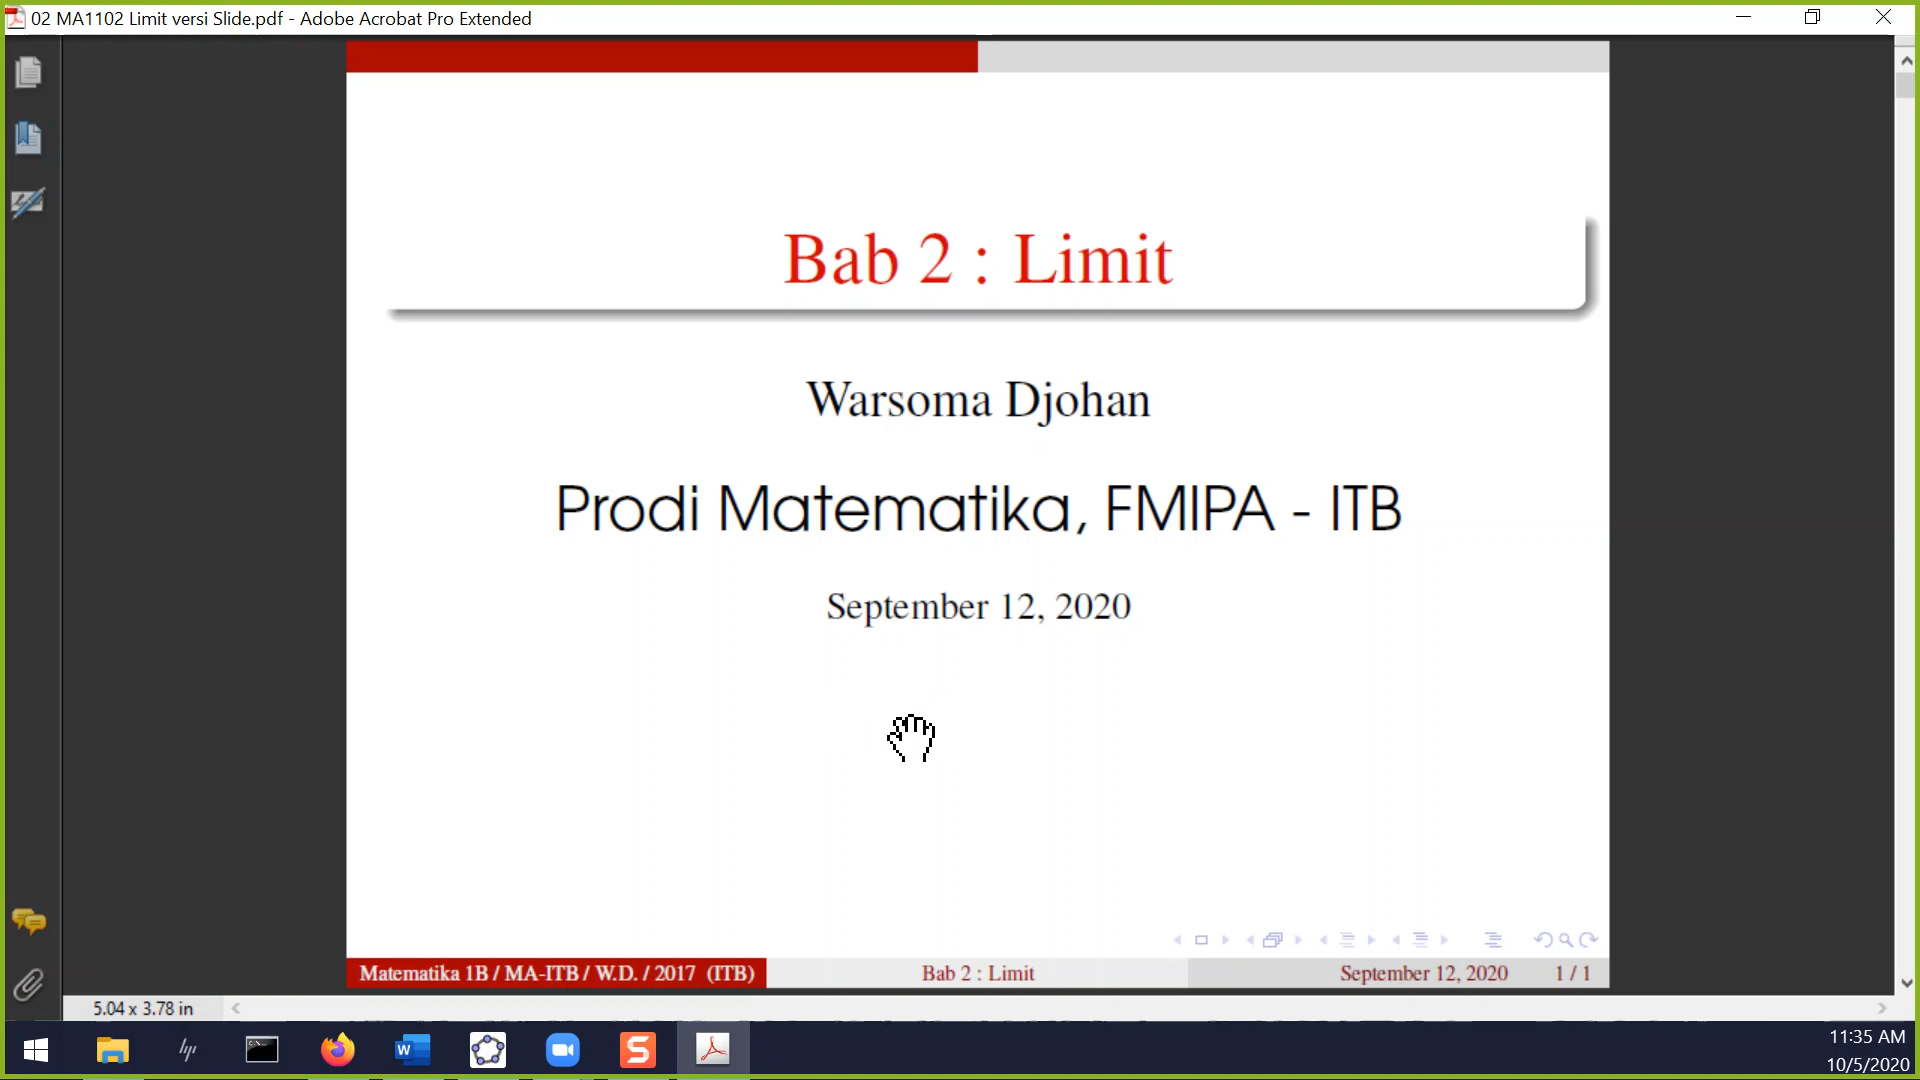 02 MA1102 Limit versi Slide.pdf - Adobe Acrobat Pro Extended
Bab 2 : Limit
Warsoma Djohan
Prodi Matematika, FMIPA - ITB
September 12, 2020
Matematika 1B / MA-ITB / W.D. / 2017 (ITB) Bab 2 : Limit September 12, 2020 1 / 1
5.04 x 3.78 in
11:35 AM
10/5/2020